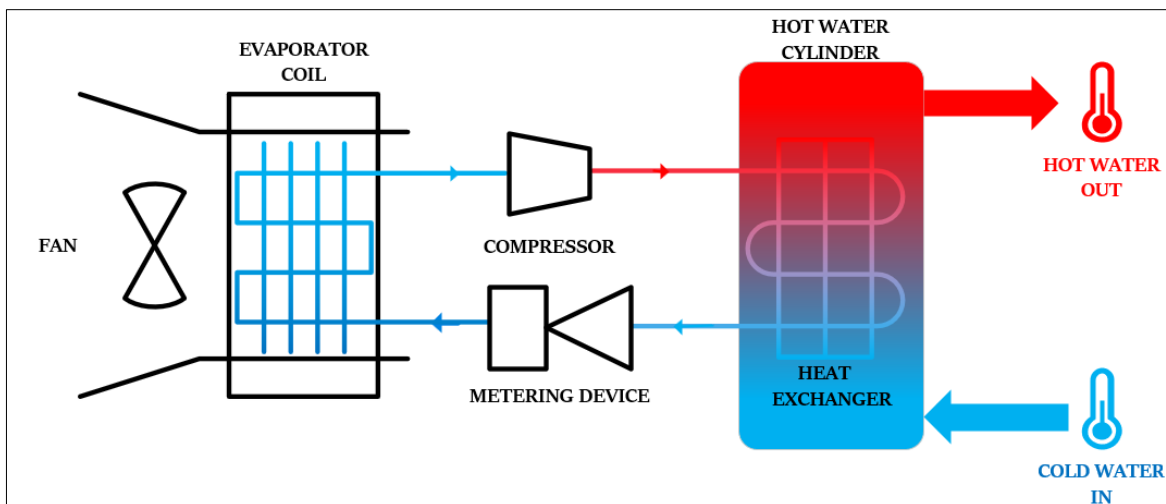 EVAPORATOR
COIL
HOT WATER
CYLINDER
HOT WATER
OUT
FAN
COMPRESSOR
METERING DEVICE
HEAT
EXCHANGER
COLD WATER
IN